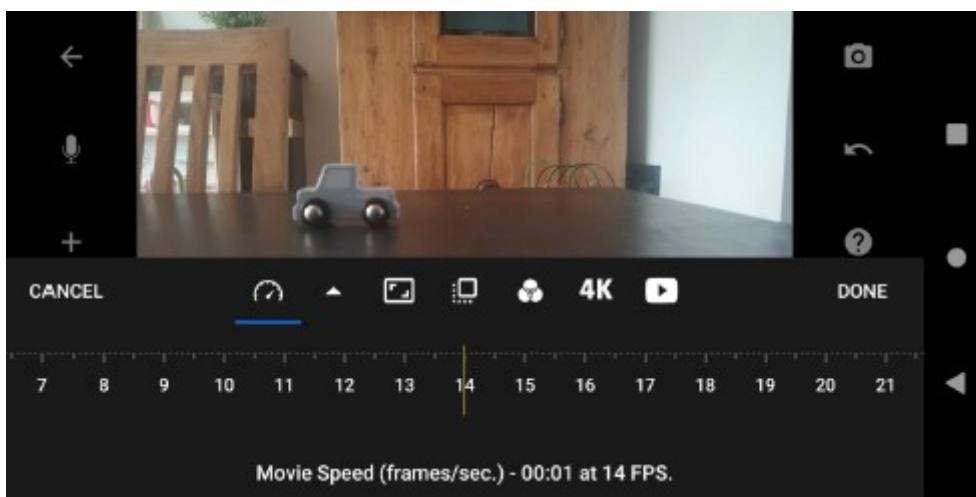 CANCEL
4K
DONE
7 8 9 10 11 12 13 14 15 16 17 18 19 20 21
Movie Speed (frames/sec.) - 00:01 at 14 FPS.